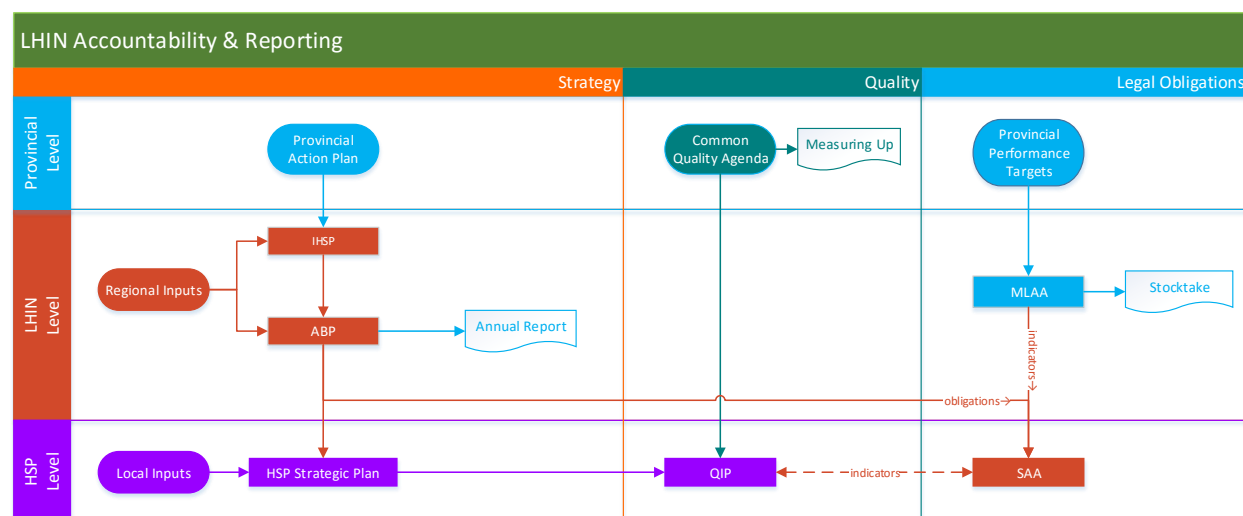 LHIN Accountability & Reporting
Strategy
Quality
Legal Obligations
Provincial
Level
Provincial
Action Plan
Common
Quality Agenda
Measuring Up
Provincial
Performance
Targets
LHIN
Level
IHSP
Regional Inputs
ABP
Annual Report
MLAA
Stocktake
indicators→
obligations→
HSP
Level
Local Inputs
HSP Strategic Plan
QIP
indicators
SAA